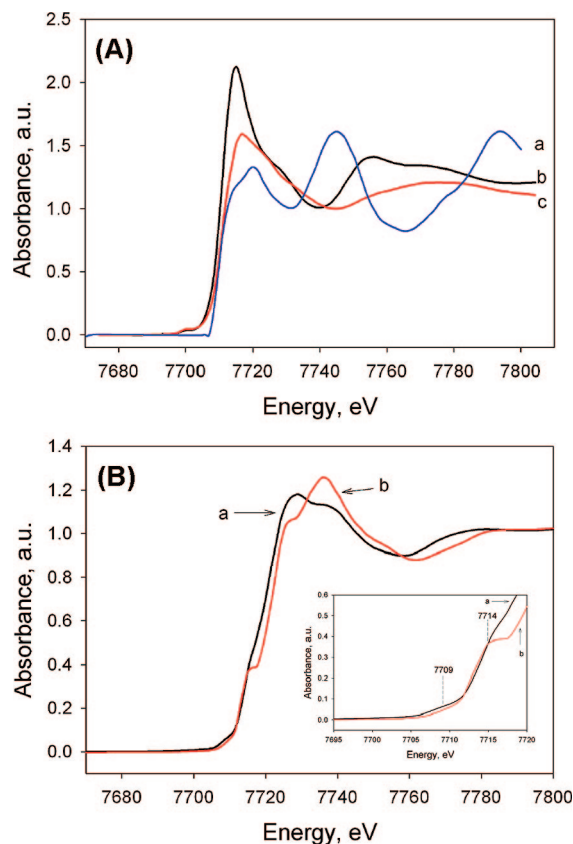 (A)
2.5
2.0
1.5
1.0
0.5
0.0
Absorbance, a.u.
a
b
c
7680 7700 7720 7740 7760 7780 7800
Energy, eV
(B)
1.4
1.2
1.0
0.8
0.6
0.4
0.2
0.0
Absorbance, a.u.
a
b
0.6
0.5
0.4
0.3
0.2
0.1
0.0
Absorbance, a.u.
a
7714
7709
b
7695 7700 7705 7710 7715 7720
Energy, eV
7680 7700 7720 7740 7760 7780 7800
Energy, eV